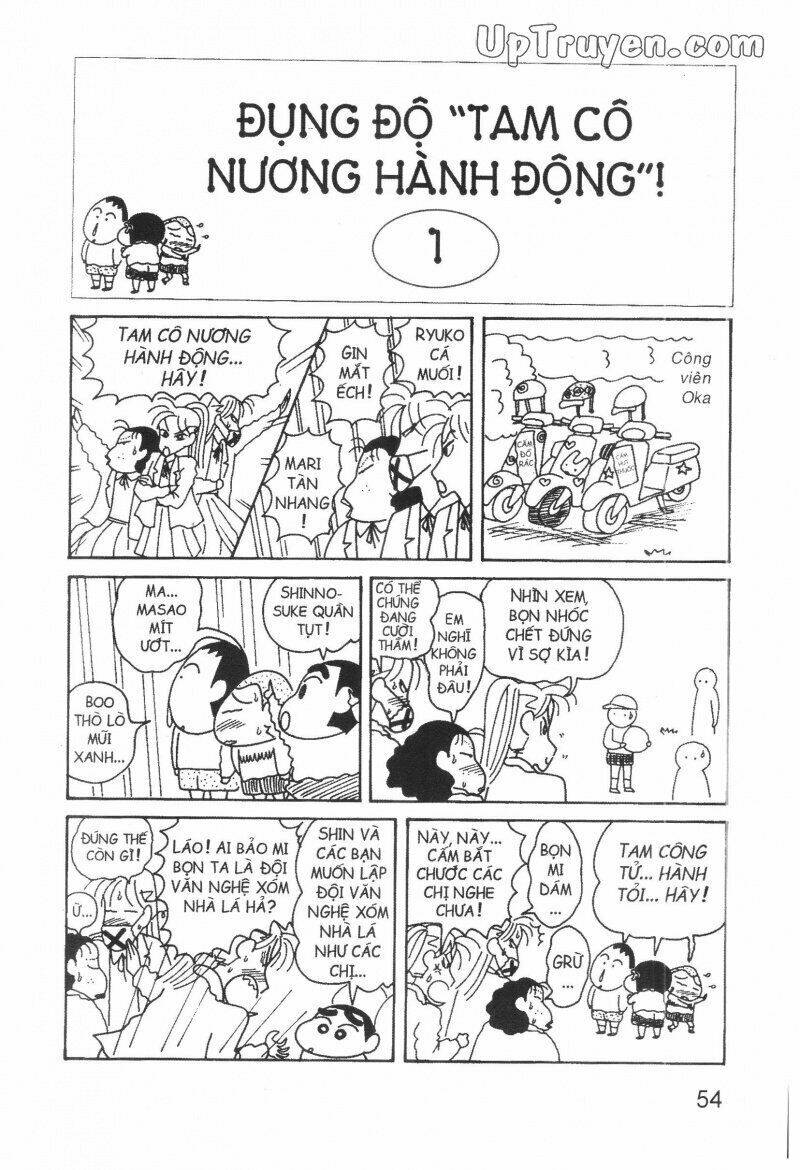 UpTruyen.com
ĐỤNG ĐỘ "TAM CÔ
NƯƠNG HÀNH ĐỘNG"!
1
Công
viên
Oka
CẤM
ĐỔ
RÁC
CẤM
HÚT
THUỐC
RYUKO
CÁ
MUỐI!
GIN
MẮT
ẾCH!
MARI
TÀN
NHANG
!
TAM CÔ NƯƠNG
HÀNH ĐỘNG...
HÂY!
NHÌN XEM,
BỌN NHÓC
CHẾT ĐỨNG
VÌ SỢ KÌA!
EM
NGHĨ
KHÔNG
PHẢI
ĐÂU!
CÓ THỂ
CHÚNG
ĐANG
CƯỜI
THẦM!
SHINNO-
SUKE QUẦN
TỤT!
MA...
MASAO
MÍT
ƯỚT...
BOO
THÒ LÒ
MŨI
XANH...
TAM CÔNG
TỬ... HÀNH
TỎI... HÂY!
BỌN
MI
DÁM
...
GRỪ
...
NÀY, NÀY...
CẤM BẮT
CHƯỚC CÁC
CHỊ NGHE
CHƯA!
SHIN VÀ
CÁC BẠN
MUỐN LẬP
ĐỘI VĂN
NGHỆ XÓM
NHÀ LÁ
NHƯ CÁC
CHỊ...
LÁO! AI BẢO MI
BỌN TA LÀ ĐỘI
VĂN NGHỆ XÓM
NHÀ LÁ HẢ?
ĐÚNG THẾ
CÒN GÌ!
Ữ...
54